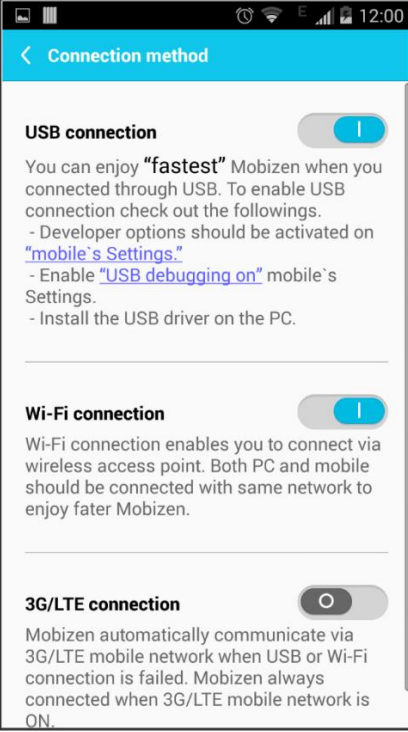 E 12:00
Connection method
USB connection
You can enjoy “fastest” Mobizen when you
connected through USB. To enable USB
connection check out the followings.
- Developer options should be activated on
“mobile`s Settings.”
- Enable “USB debugging on” mobile`s
Settings.
- Install the USB driver on the PC.
Wi-Fi connection
Wi-Fi connection enables you to connect via
wireless access point. Both PC and mobile
should be connected with same network to
enjoy fater Mobizen.
3G/LTE connection
Mobizen automatically communicate via
3G/LTE mobile network when USB or Wi-Fi
connection is failed. Mobizen always
connected when 3G/LTE mobile network is
ON.